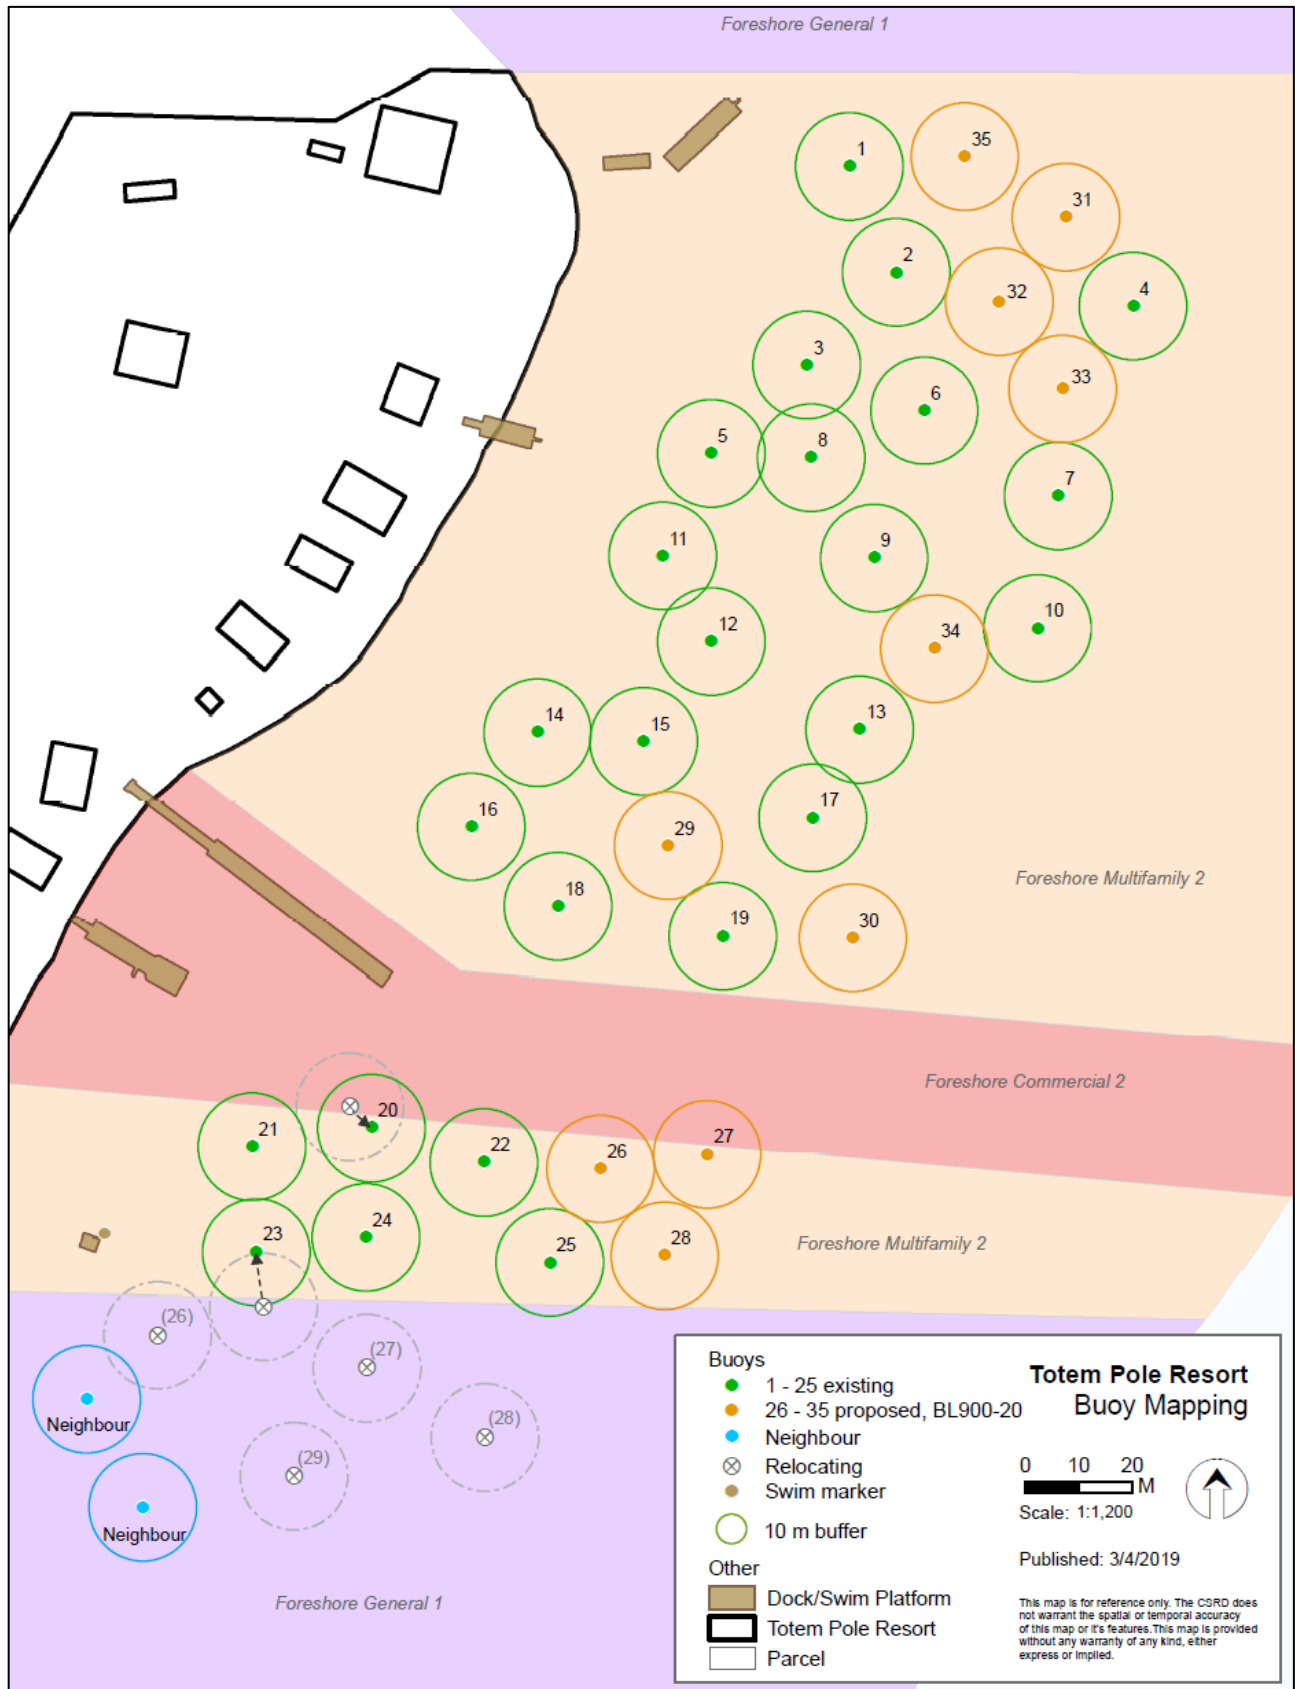 Foreshore General 1
1
35
31
2
32
4
3
6
33
5
8
7
11
9
12
34
10
14
15
13
16
29
17
Foreshore Multifamily 2
18
19
30
Foreshore Commercial 2
20
21
22
26
27
23
24
25
28
Foreshore Multifamily 2
(26)
(27)
Neighbour
(28)
(29)
Neighbour
Foreshore General 1
Buoys
1 - 25 existing
26 - 35 proposed, BL900-20
Neighbour
Relocating
Swim marker
10 m buffer
Other
Dock/Swim Platform
Totem Pole Resort
Parcel
Totem Pole Resort
Buoy Mapping
0 10 20
M
Scale: 1:1,200
Published: 3/4/2019
This map is for reference only. The CSRD does
not warrant the spatial or temporal accuracy
of this map or it's features.This map is provided
without any warranty of any kind, either
express or implied.